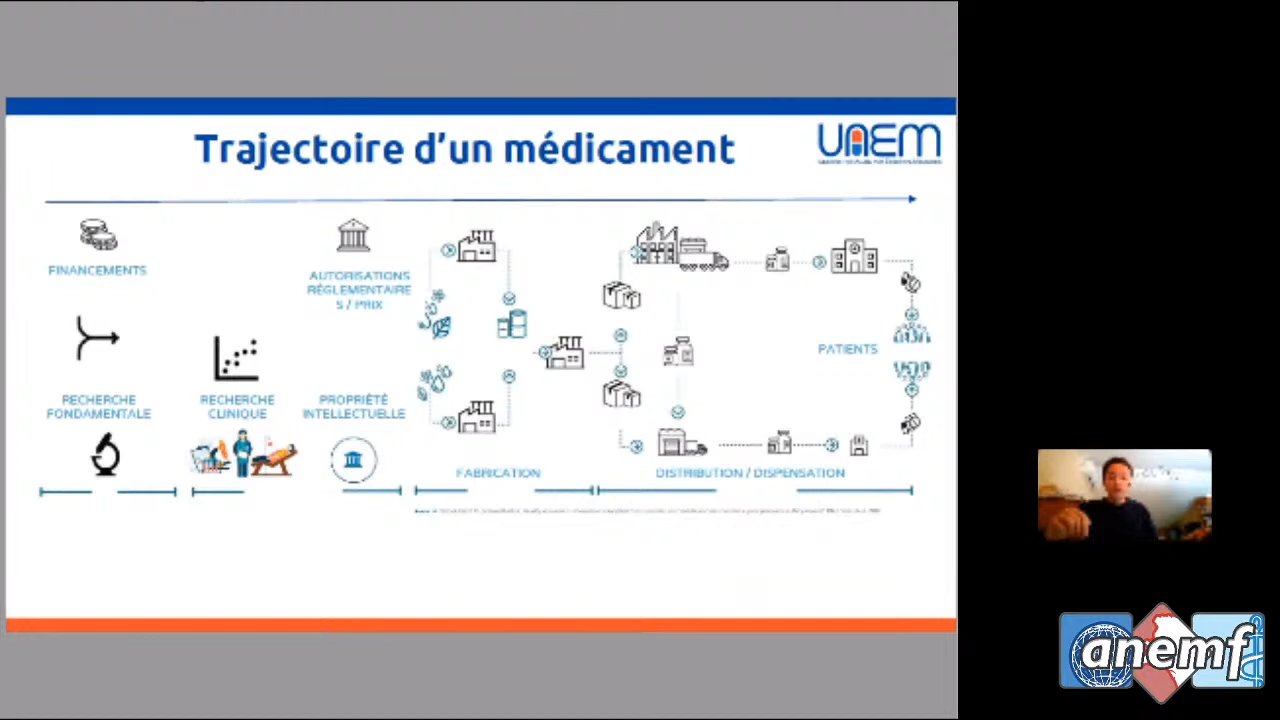 Trajectoire d'un médicament
UAEM
FINANCEMENTS
AUTORISATIONS
RÉGLEMENTAIRE
S / PRIX
PATIENTS
RECHERCHE
FONDAMENTALE
RECHERCHE
CLINIQUE
PROPRIÉTÉ
INTELLECTUELLE
FABRICATION
DISTRIBUTION / DISPENSATION
anemf